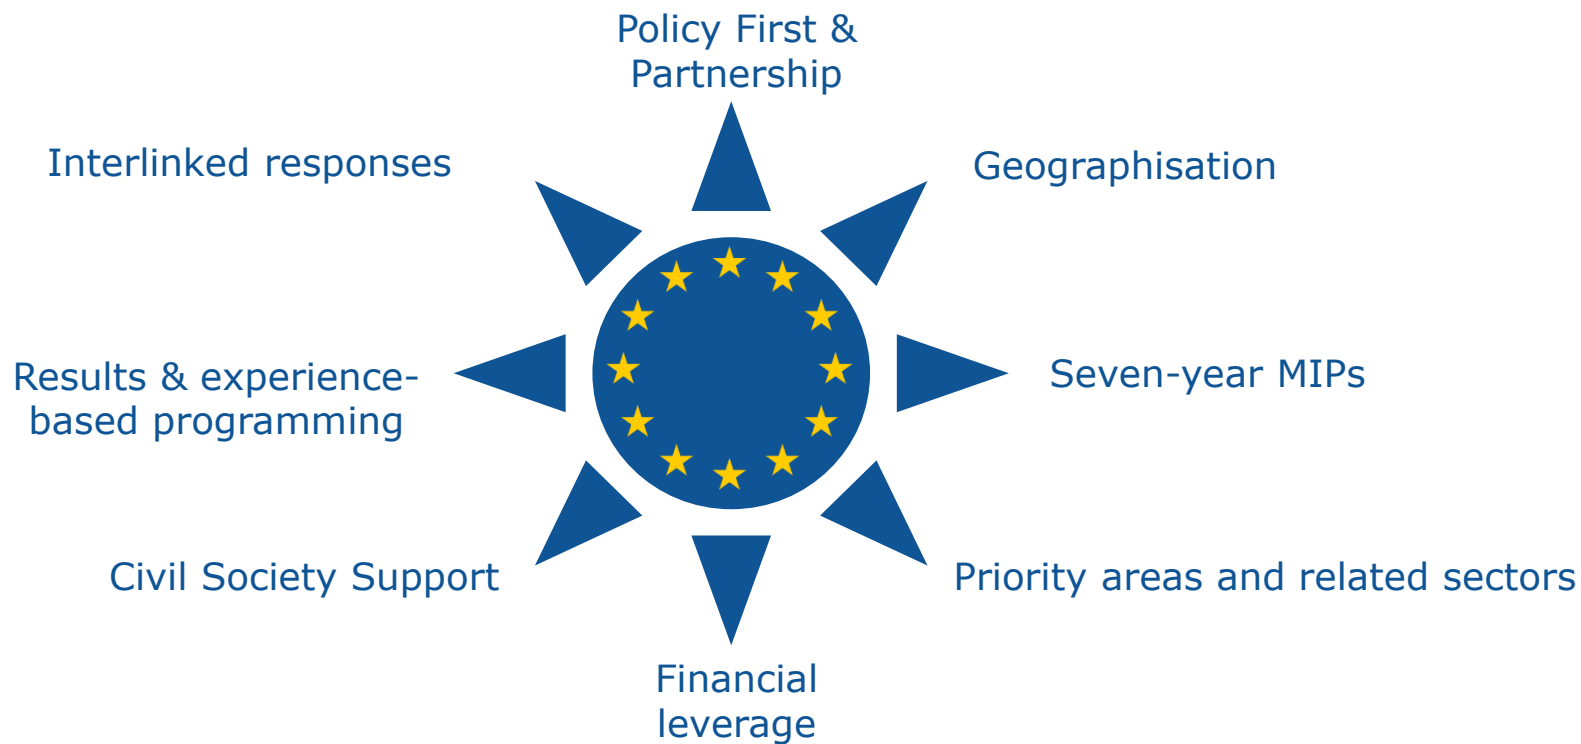 Policy First &
Partnership
Interlinked responses
Geographisation
Results & experience-
based programming
Seven-year MIPs
Civil Society Support
Priority areas and related sectors
Financial
leverage